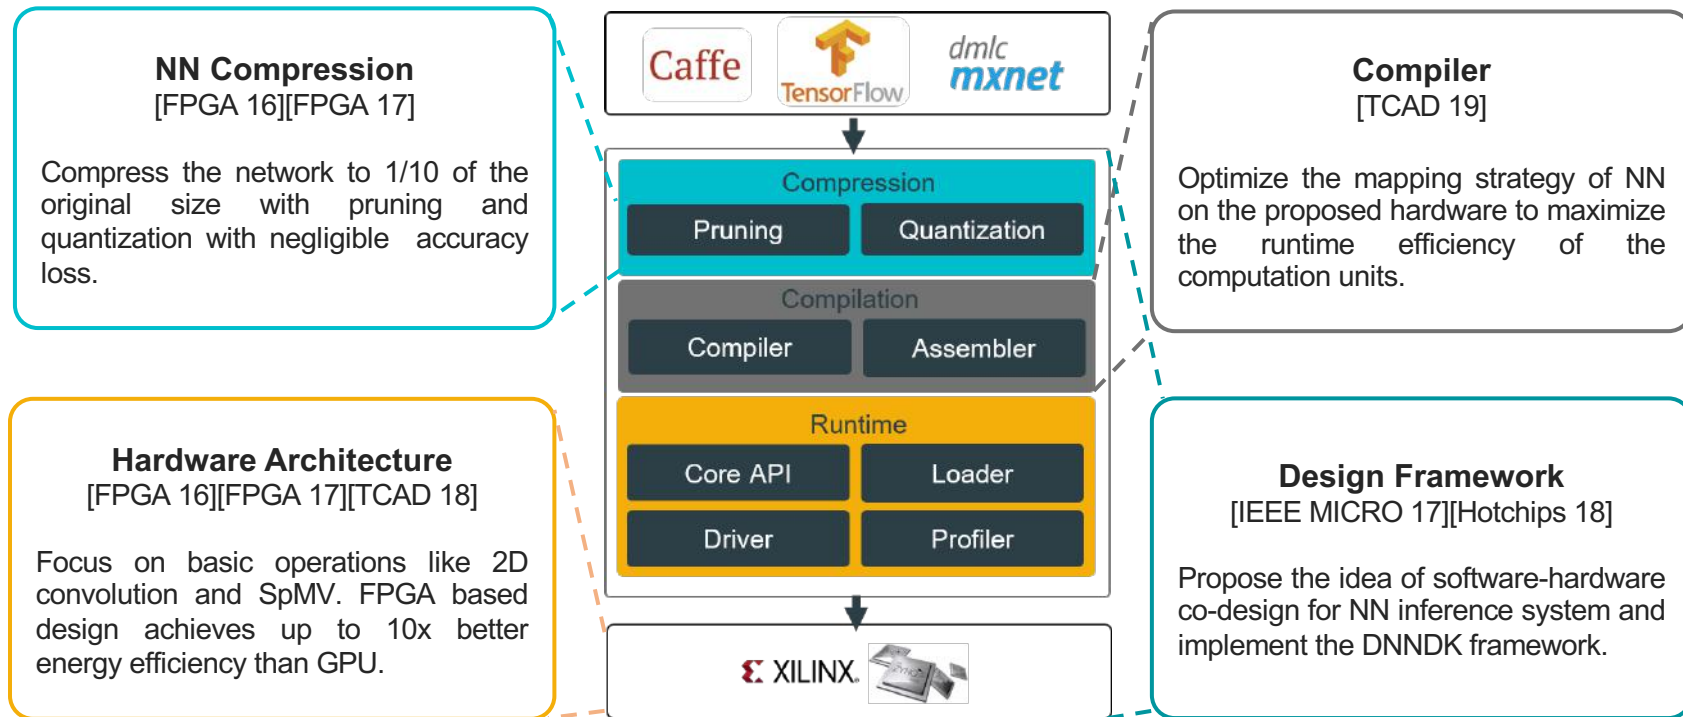 NN Compression
[FPGA 16][FPGA 17]
Compress the network to 1/10 of the
original size with pruning and
quantization with negligible accuracy
loss.
Caffe
TensorFlow
dmlc
mxnet
Compiler
[TCAD 19]
Optimize the mapping strategy of NN
on the proposed hardware to maximize
the runtime efficiency of the
computation units.
Compression
Pruning
Quantization
Compilation
Compiler
Assembler
Runtime
Core API
Loader
Driver
Profiler
Hardware Architecture
[FPGA 16][FPGA 17][TCAD 18]
Focus on basic operations like 2D
convolution and SpMV. FPGA based
design achieves up to 10x better
energy efficiency than GPU.
Design Framework
[IEEE MICRO 17][Hotchips 18]
Propose the idea of software-hardware
co-design for NN inference system and
implement the DNNDK framework.
XILINX